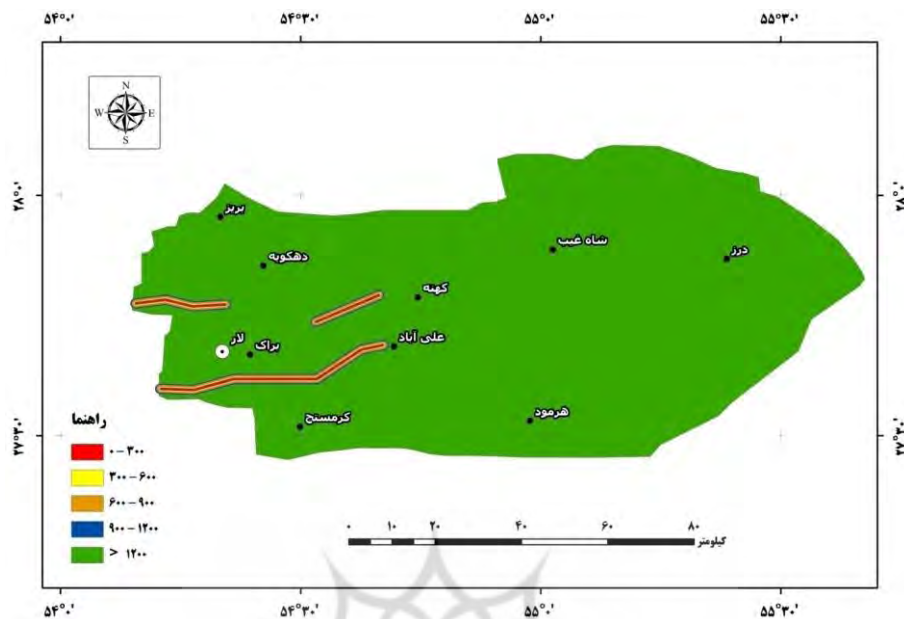 ۵۴°۰' ۵۴°۳۰' ۵۵°۰' ۵۵°۳۰'
N
W E
S
۲۸°۰' ۲۸°۰'
بریز
شاه غیب
درز
دهکویه
کهنه
علی آباد
لار
براک
هرمود
کرمستج
۲۷°۳۰' ۲۷°۳۰'
راهنما
۰-۳۰۰
۳۰۰-۶۰۰
۶۰۰-۹۰۰
۹۰۰-۱۲۰۰
> ۱۲۰۰
۰ ۱۰ ۲۰ ۴۰ ۶۰ ۸۰
کیلومتر
۵۴°۰' ۵۴°۳۰' ۵۵°۰' ۵۵°۳۰'